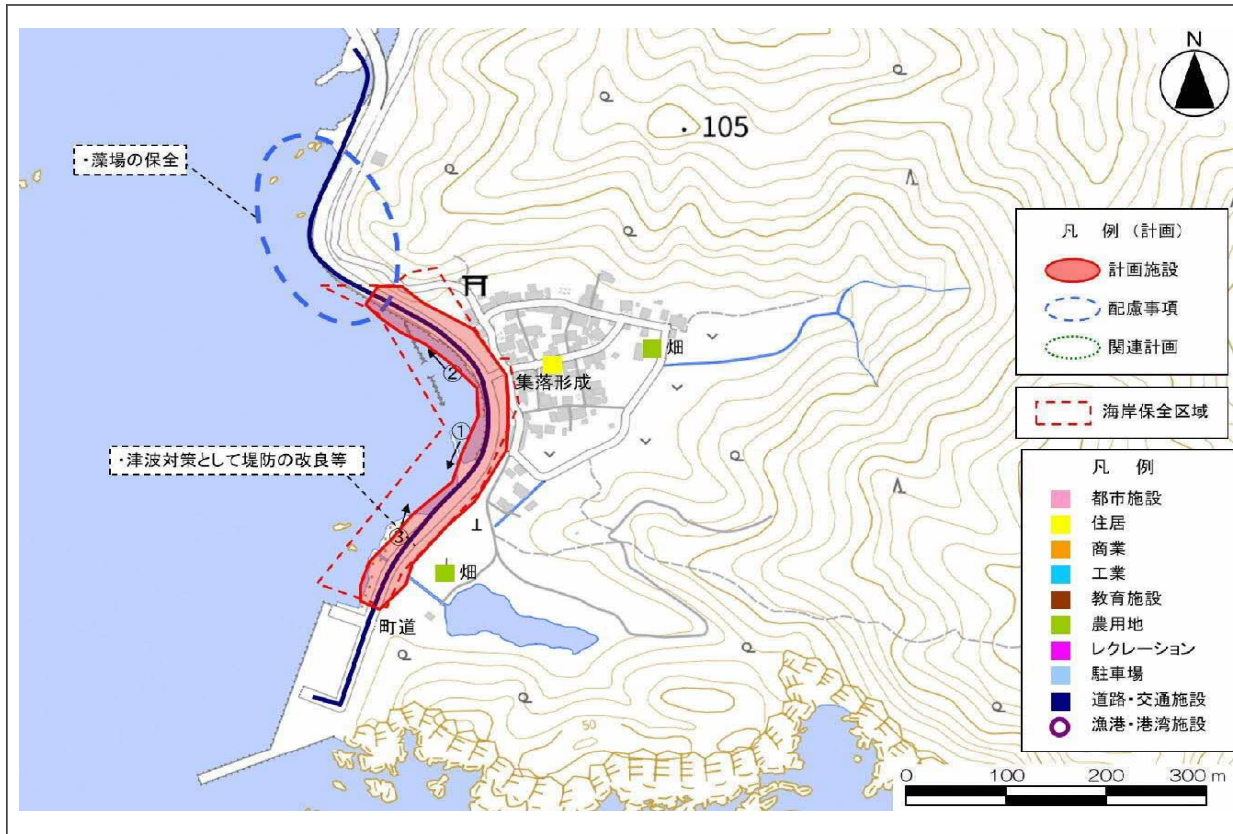 N
・藻場の保全
105
凡 例 (計画)
計画施設
配慮事項
関連計画
海岸保全区域
畑
②
集落形成
①
・津波対策として堤防の改良等
③
畑
町道
50
凡 例
都市施設
住居
商業
工業
教育施設
農用地
レクレーション
駐車場
道路・交通施設
漁港・港湾施設
0 100 200 300 m